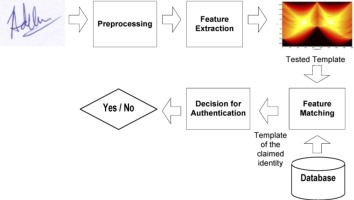 Preprocessing
Feature
Extraction
Tested Template
Yes / No
Decision for
Authentication
Feature
Matching
Template
of the
claimed
identity
Database